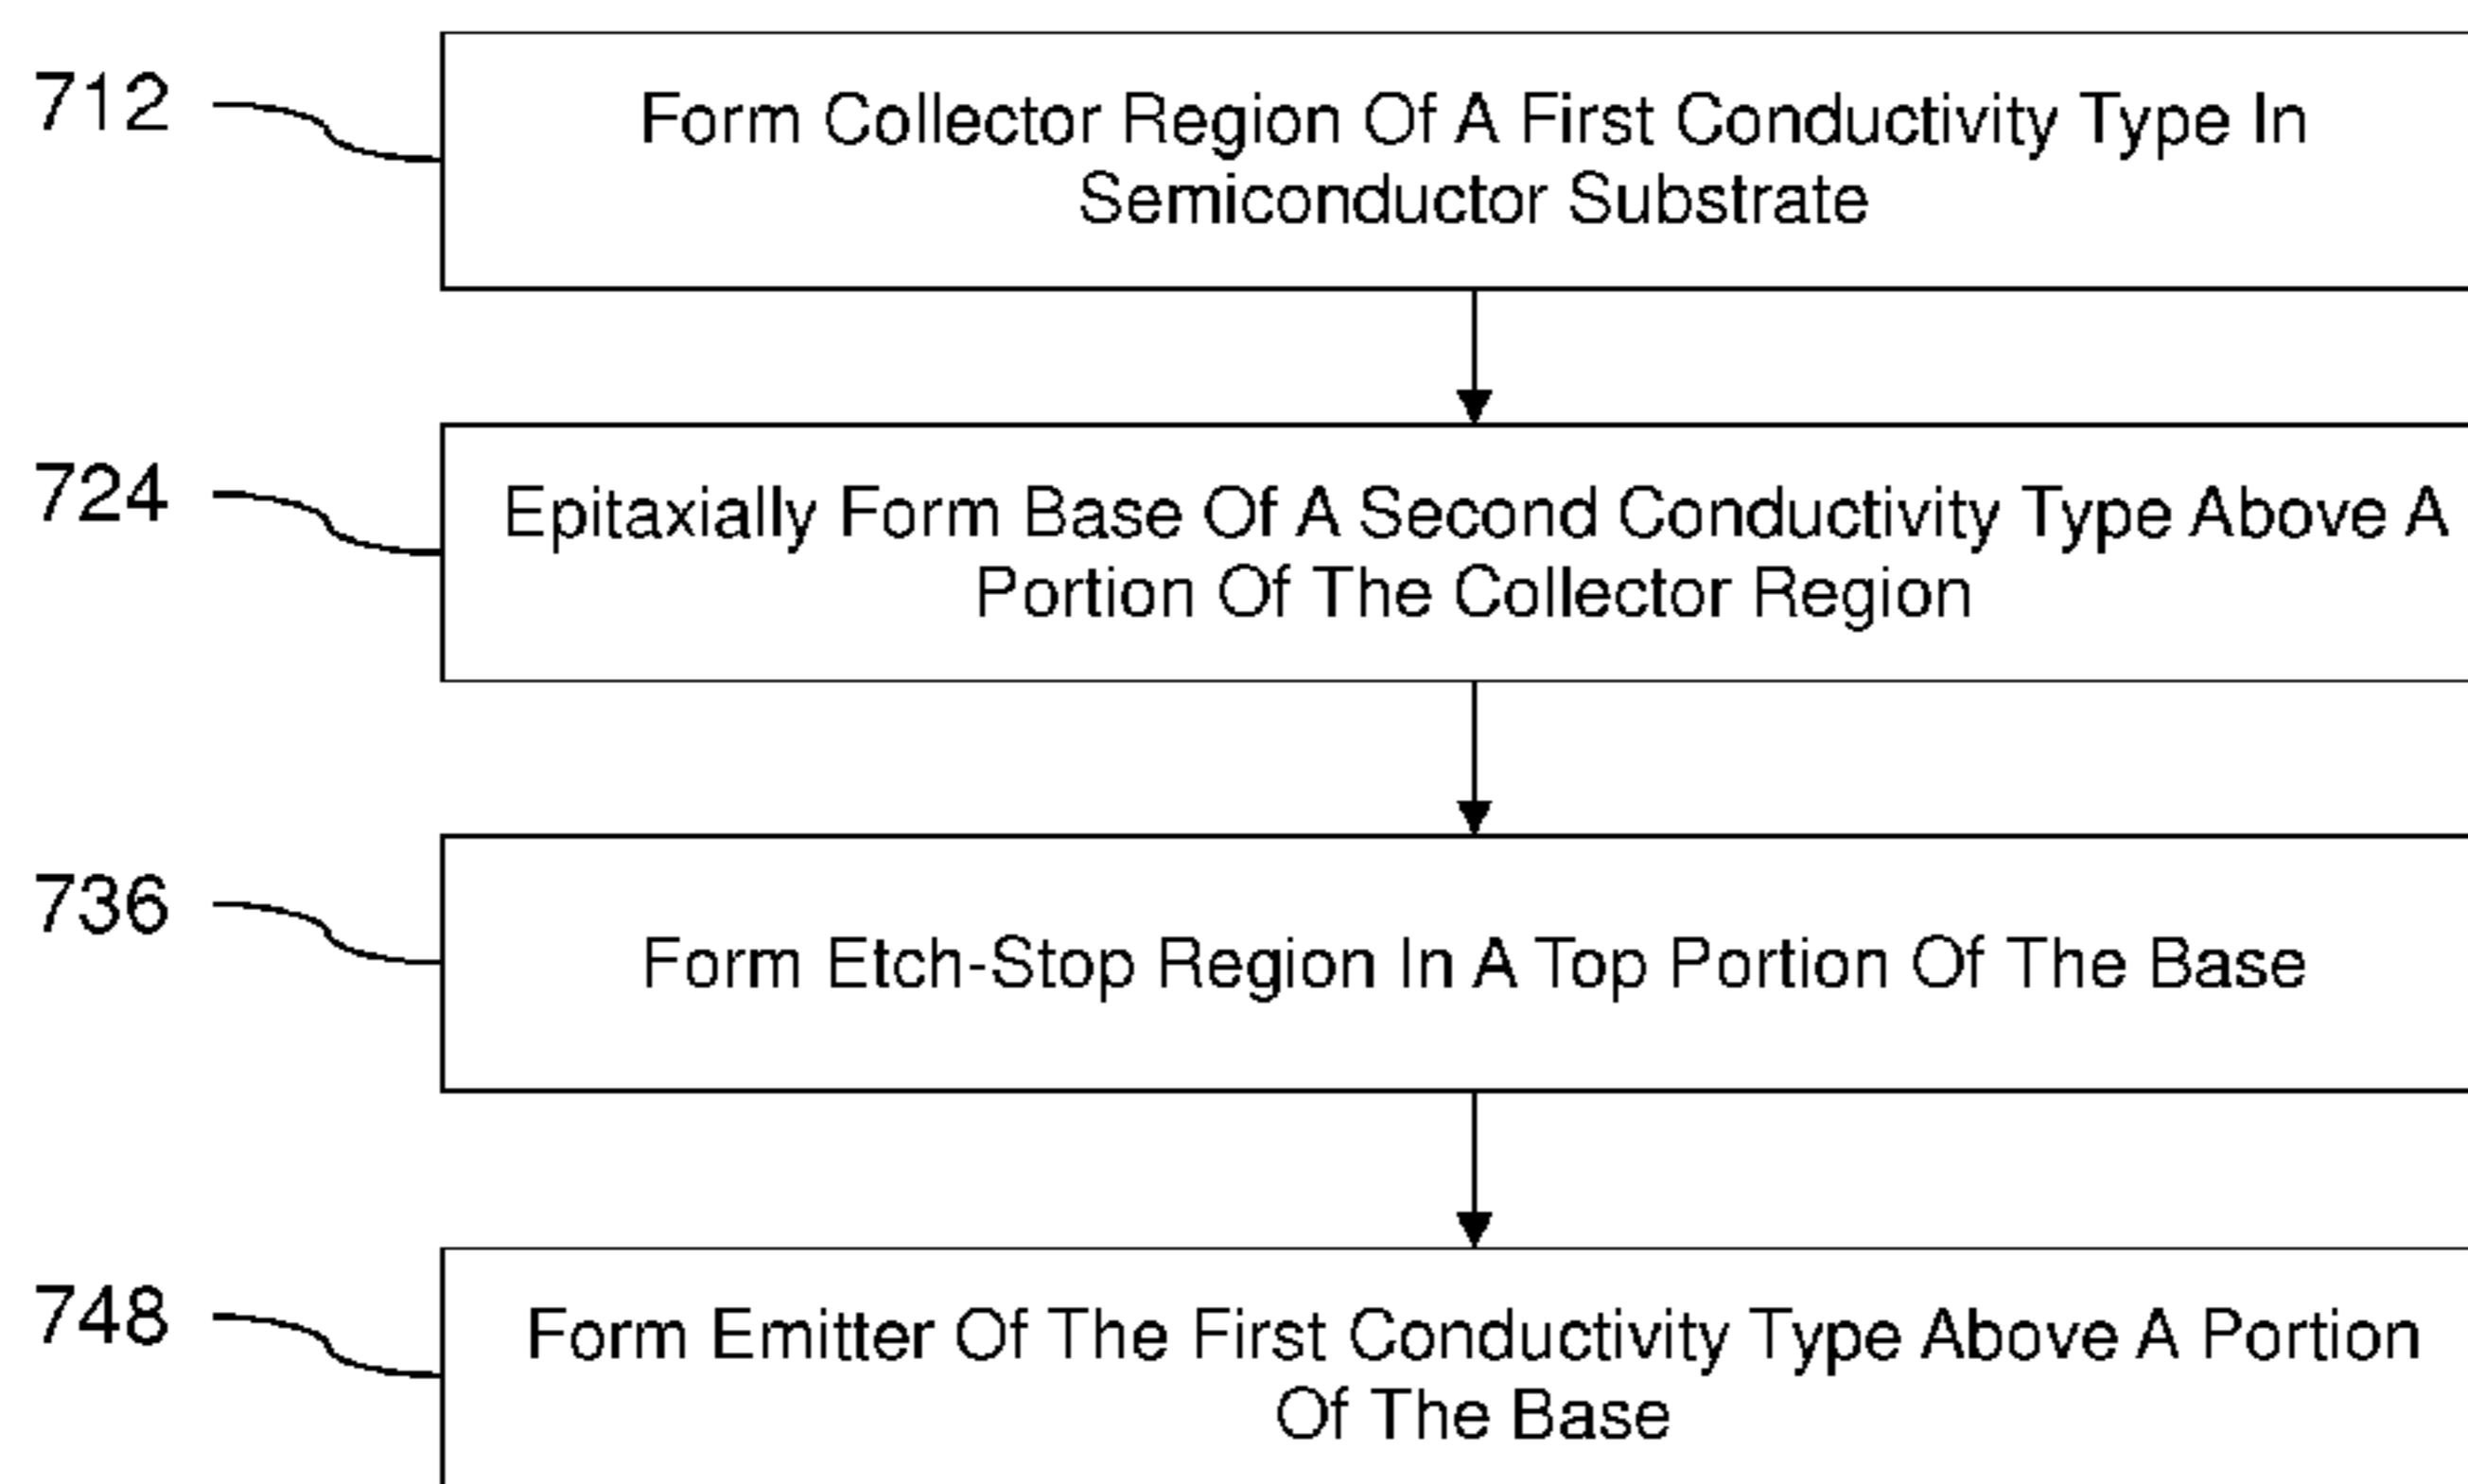 712
Form Collector Region Of A First Conductivity Type In
Semiconductor Substrate
724
Epitaxially Form Base Of A Second Conductivity Type Above A
Portion Of The Collector Region
736
Form Etch-Stop Region In A Top Portion Of The Base
748
Form Emitter Of The First Conductivity Type Above A Portion
Of The Base